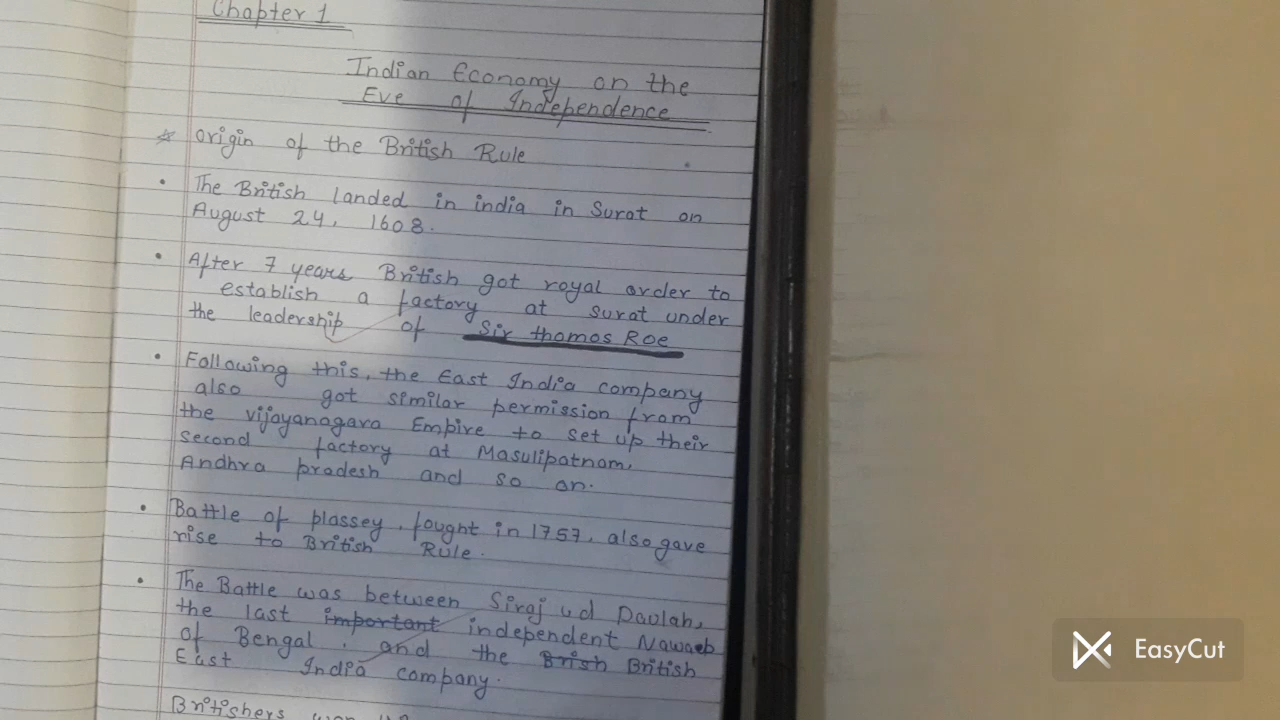 Chapter 1
Indian Economy on the
Eve of Independence
* Origin of the British Rule
• The British landed in india in Surat on
August 24, 1608.
• After 7 years British got royal order to
establish a factory at surat under
the leadership of Sir thomas Roe
• Following this, the East India company
also got similar permission from
the vijayanagara Empire to set up their
second factory at Masulipatnam,
Andhra pradesh and so on.
• Battle of plassey, fought in 1757, also gave
rise to British Rule.
• The Battle was between Siraj ud Daulah,
the last important independent Nawaeb
of Bengal, and the Brish British
East India company.
Britishers won
EasyCut